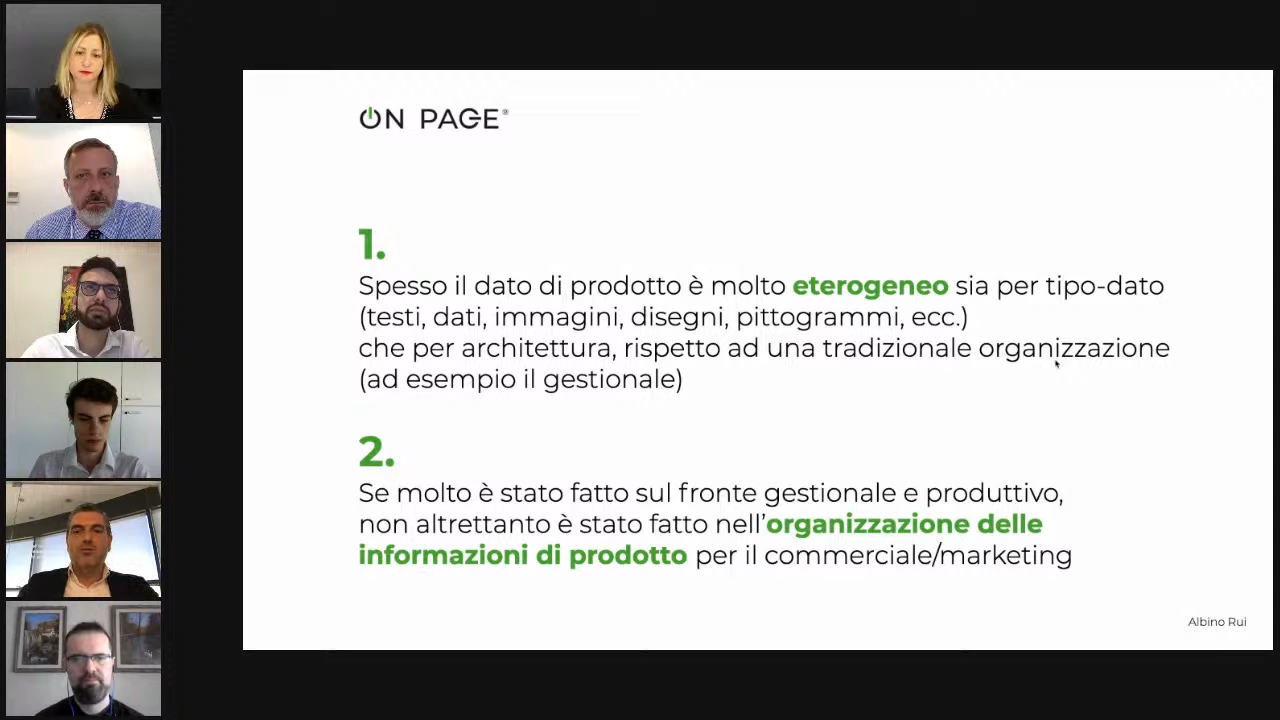 ON PAGE®
1.
Spesso il dato di prodotto è molto eterogeneo sia per tipo-dato
(testi, dati, immagini, disegni, pittogrammi, ecc.)
che per architettura, rispetto ad una tradizionale organizzazione
(ad esempio il gestionale)
2.
Se molto è stato fatto sul fronte gestionale e produttivo,
non altrettanto è stato fatto nell'organizzazione delle
informazioni di prodotto per il commerciale/marketing
Albino Rui